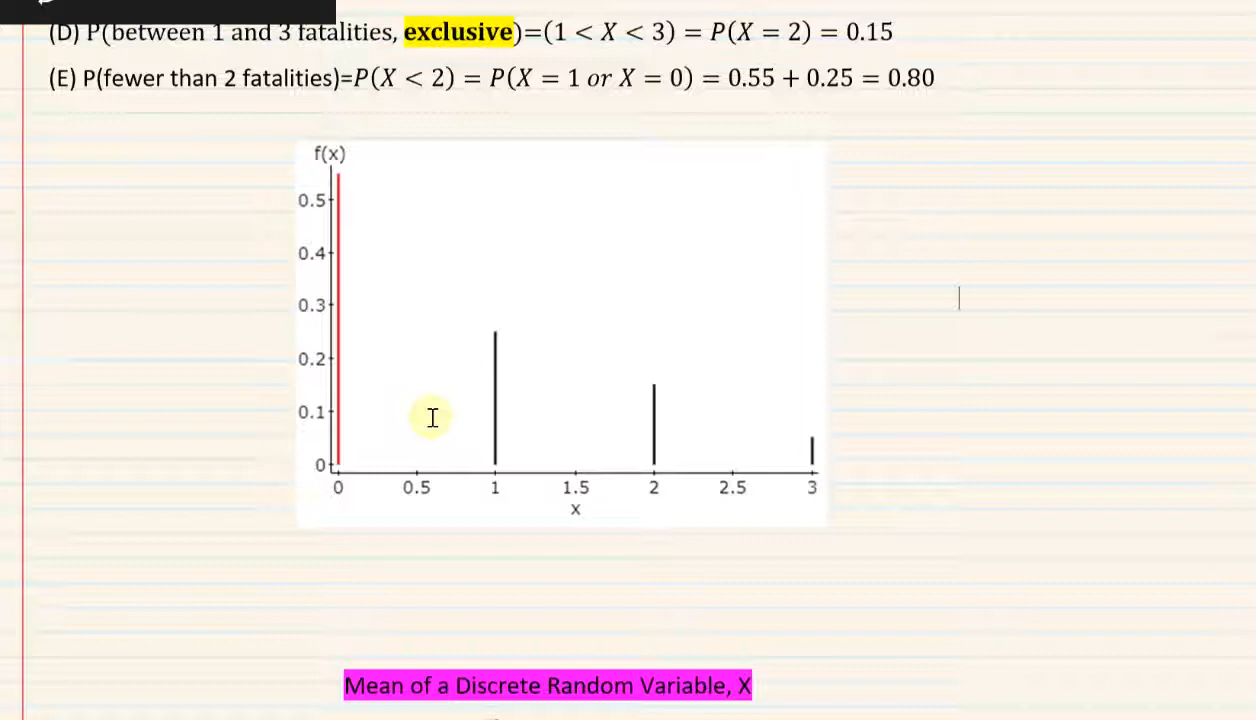 (D) P(between 1 and 3 fatalities, exclusive)=(1 < X < 3) = P(X = 2) = 0.15
(E) P(fewer than 2 fatalities)=P(X < 2) = P(X = 1 or X = 0) = 0.55 + 0.25 = 0.80
f(x)
0.5
0.4
0.3
0.2
0.1
0
0 0.5 1 1.5 2 2.5 3
x
Mean of a Discrete Random Variable, X